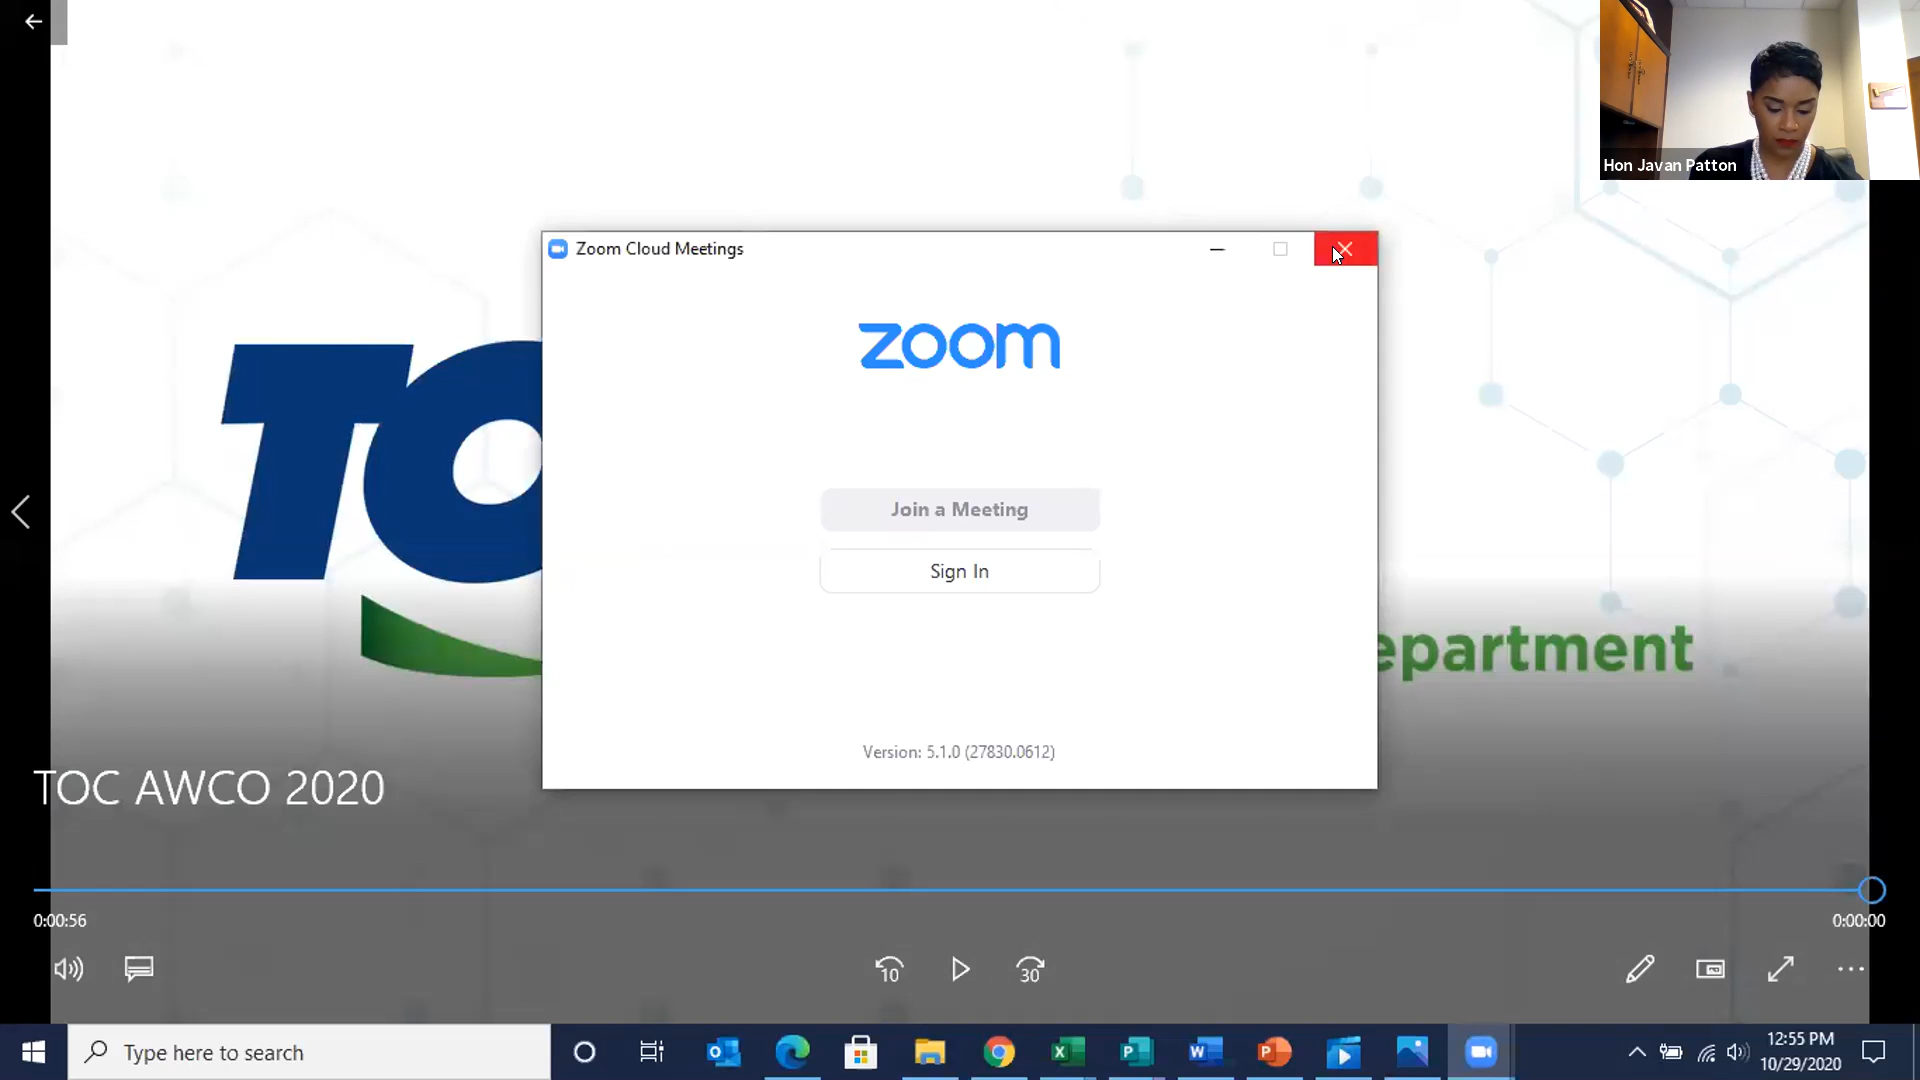 Hon Javan Patton
Zoom Cloud Meetings
zoom
Join a Meeting
Sign In
Version: 5.1.0 (27830.0612)
epartment
TOC AWCO 2020
0:00:56
0:00:00
10
30
Type here to search
12:55 PM
10/29/2020